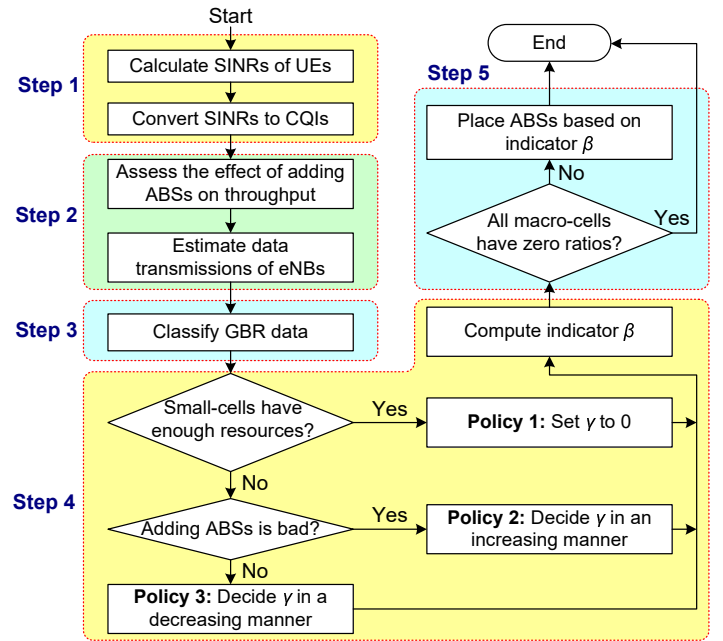 Start
Step 1
Calculate SINRs of UEs
Convert SINRs to CQIs
Step 2
Assess the effect of adding
ABSs on throughput
Estimate data
transmissions of eNBs
Step 3
Classify GBR data
Step 4
Small-cells have
enough resources?
Yes
Policy 1: Set γ to 0
No
Adding ABSs is bad?
Yes
Policy 2: Decide γ in an
increasing manner
No
Policy 3: Decide γ in a
decreasing manner
Compute indicator β
Step 5
All macro-cells
have zero ratios?
Yes
No
Place ABSs based on
indicator β
End